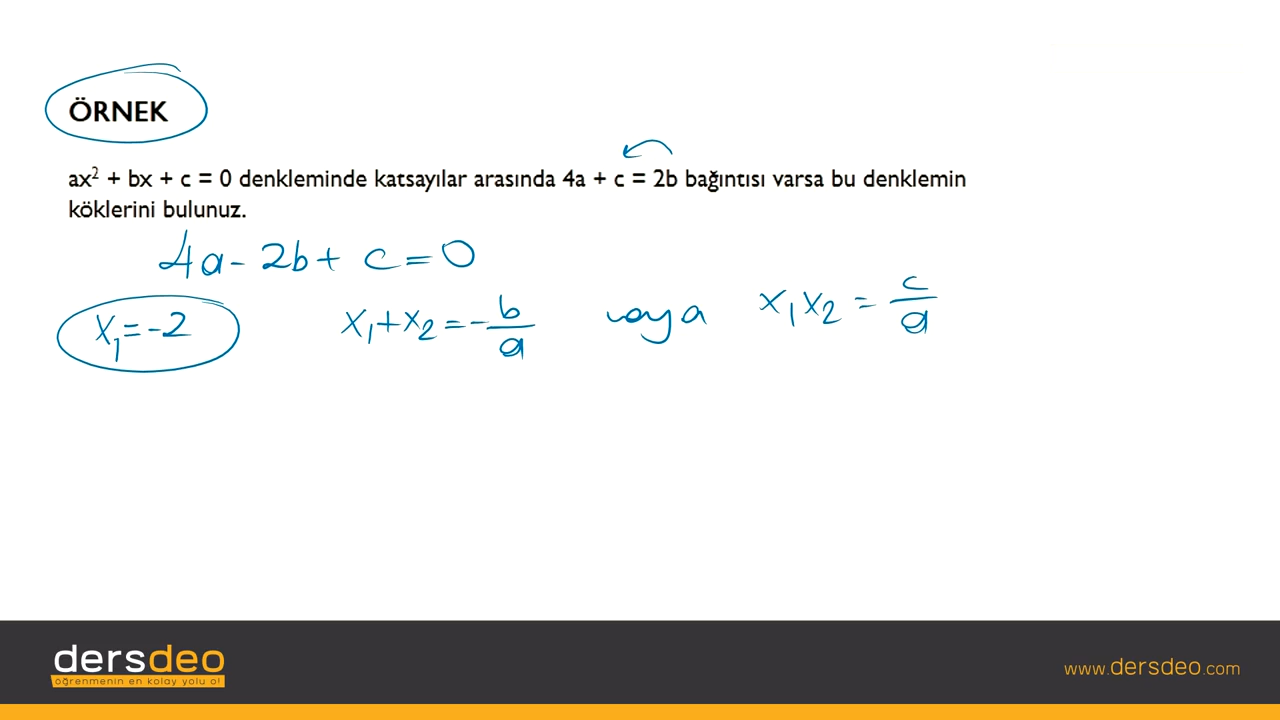 ÖRNEK
ax² + bx + c = 0 denkleminde katsayılar arasında 4a + c = 2b bağıntısı varsa bu denklemin
köklerini bulunuz.
4a - 2b + c = 0
x₁ = -2 x₁ + x₂ = - b/a veya x₁x₂ = c/a
dersdeo
öğrenmenin en kolay yolu o!
www.dersdeo.com